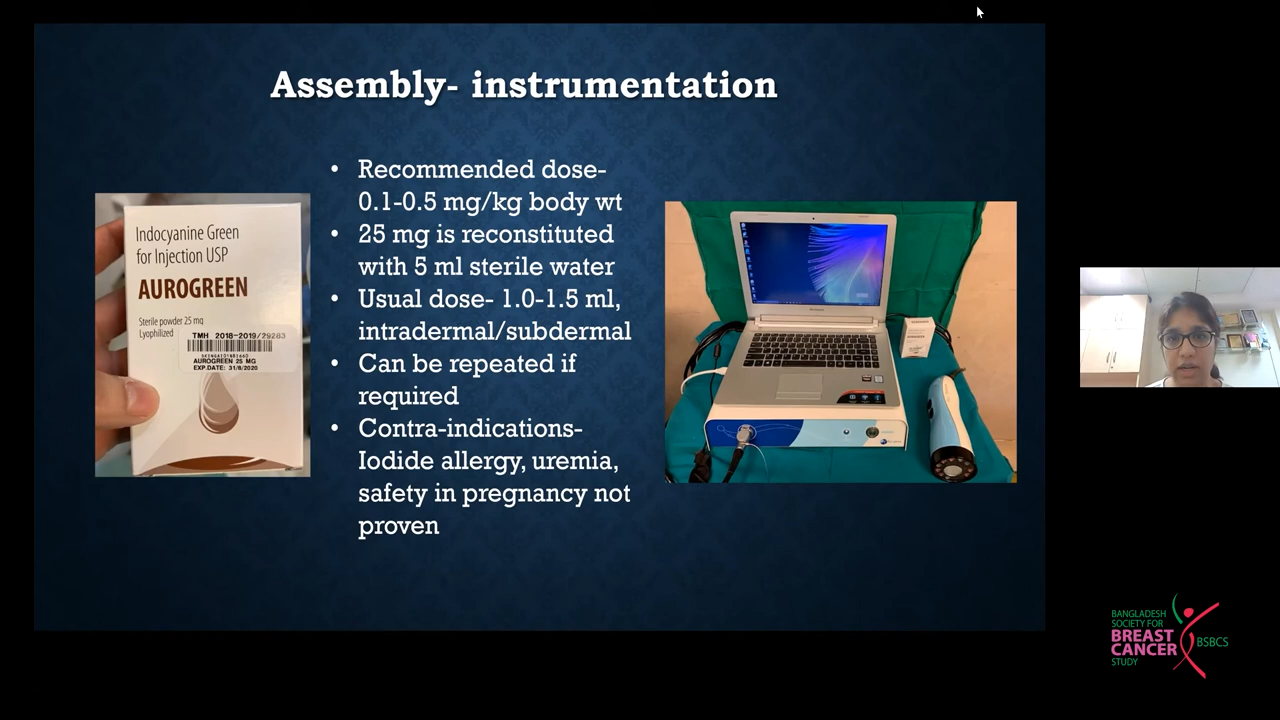 Assembly- instrumentation
• Recommended dose-
0.1-0.5 mg/kg body wt
• 25 mg is reconstituted
with 5 ml sterile water
• Usual dose- 1.0-1.5 ml,
intradermal/subdermal
• Can be repeated if
required
• Contra-indications-
Iodide allergy, uremia,
safety in pregnancy not
proven
Indocyanine Green
for Injection USP
AUROGREEN
Sterile powder 25 mg
Lyophilized
TMH 2018-2019/29283
AUROGREEN 25 MG
EXP.DATE: 31/8/2020
BANGLADESH
SOCIETY FOR
BREAST
CANCER
STUDY
BSBCS